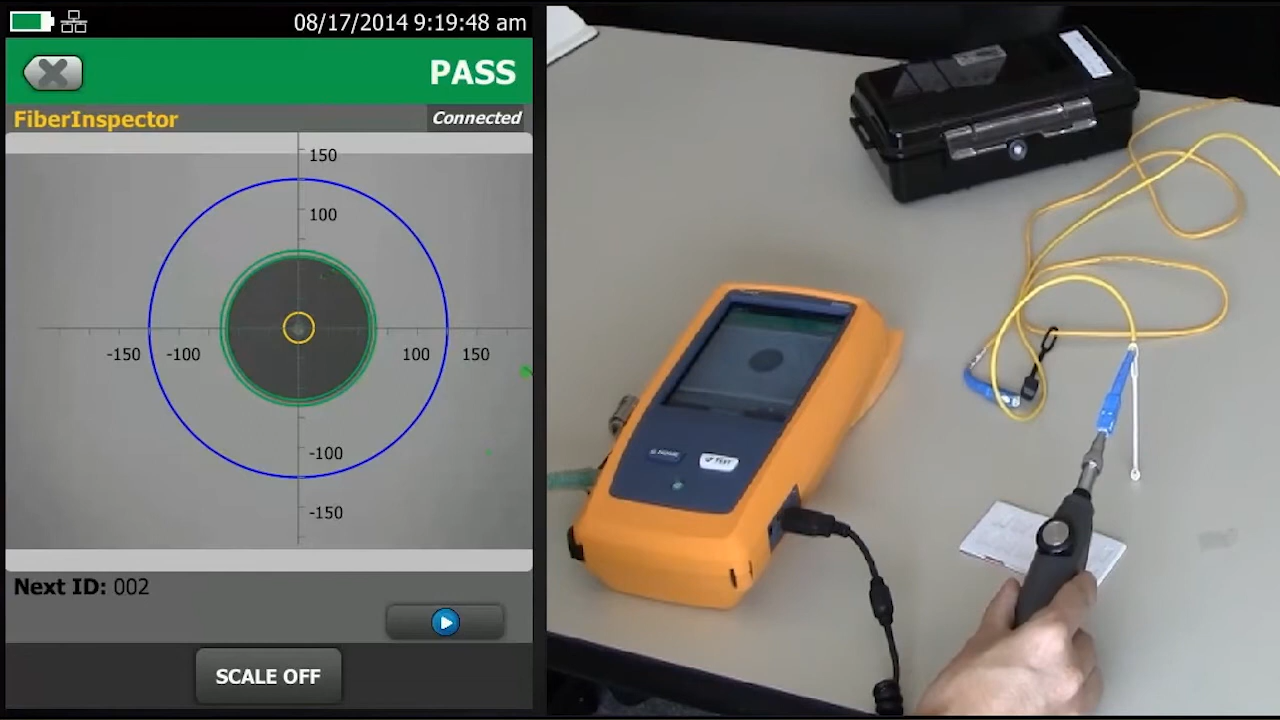 08/17/2014 9:19:48 am
PASS
FiberInspector
Connected
150
100
-150 -100 100 150
-100
-150
Next ID: 002
SCALE OFF
TEST